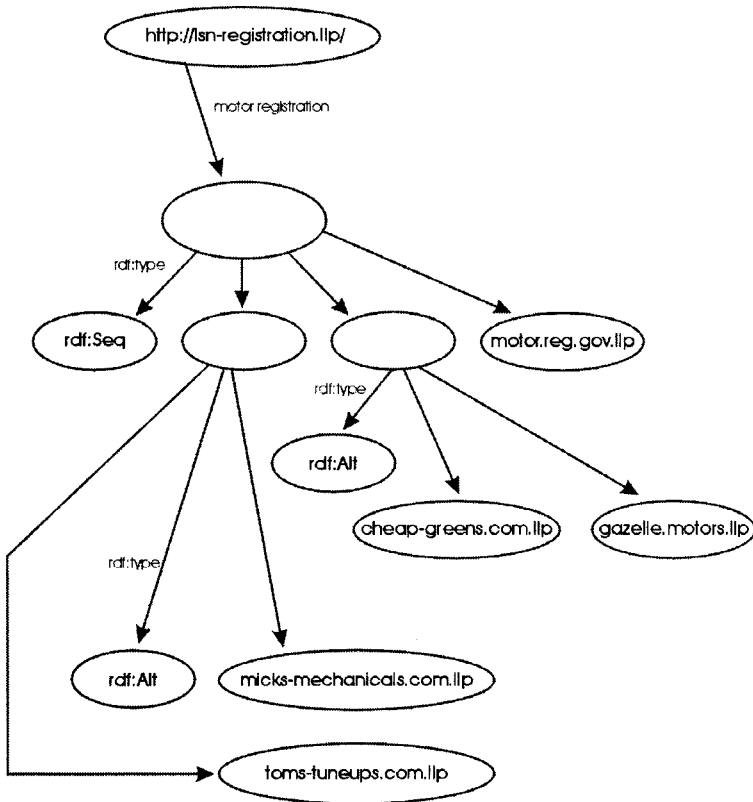 http://lsn-registration.llp/
motor registration
rdf:type
rdf:Seq
motor.reg.gov.llp
rdf:type
rdf:Alt
cheap-greens.com.llp
gazelle.motors.llp
rdf:type
rdf:Alt
micks-mechanicals.com.llp
toms-tuneups.com.llp